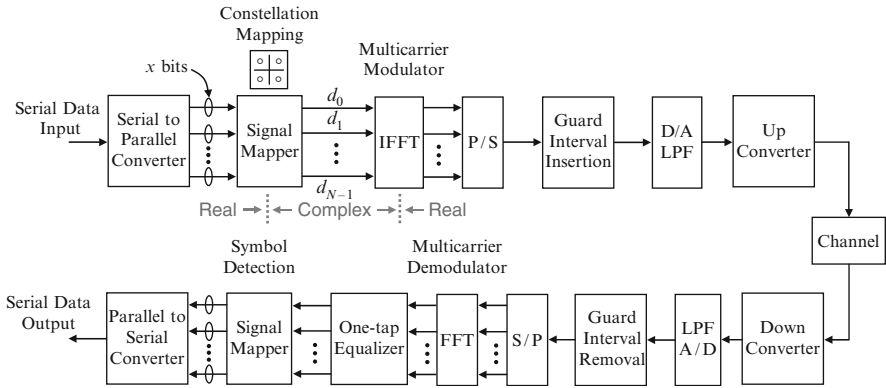 Constellation
Mapping
x bits
Multicarrier
Modulator
Serial Data
Input
Serial to
Parallel
Converter
Signal
Mapper
d0
d1
dN−1
IFFT
P/S
Guard
Interval
Insertion
D/A
LPF
Up
Converter
Real
Complex
Real
Channel
Symbol
Detection
Multicarrier
Demodulator
Serial Data
Output
Parallel to
Serial
Converter
Signal
Mapper
One-tap
Equalizer
FFT
S/P
Guard
Interval
Removal
LPF
A/D
Down
Converter